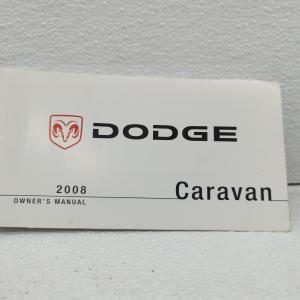 DODGE
2008
OWNER'S MANUAL
Caravan